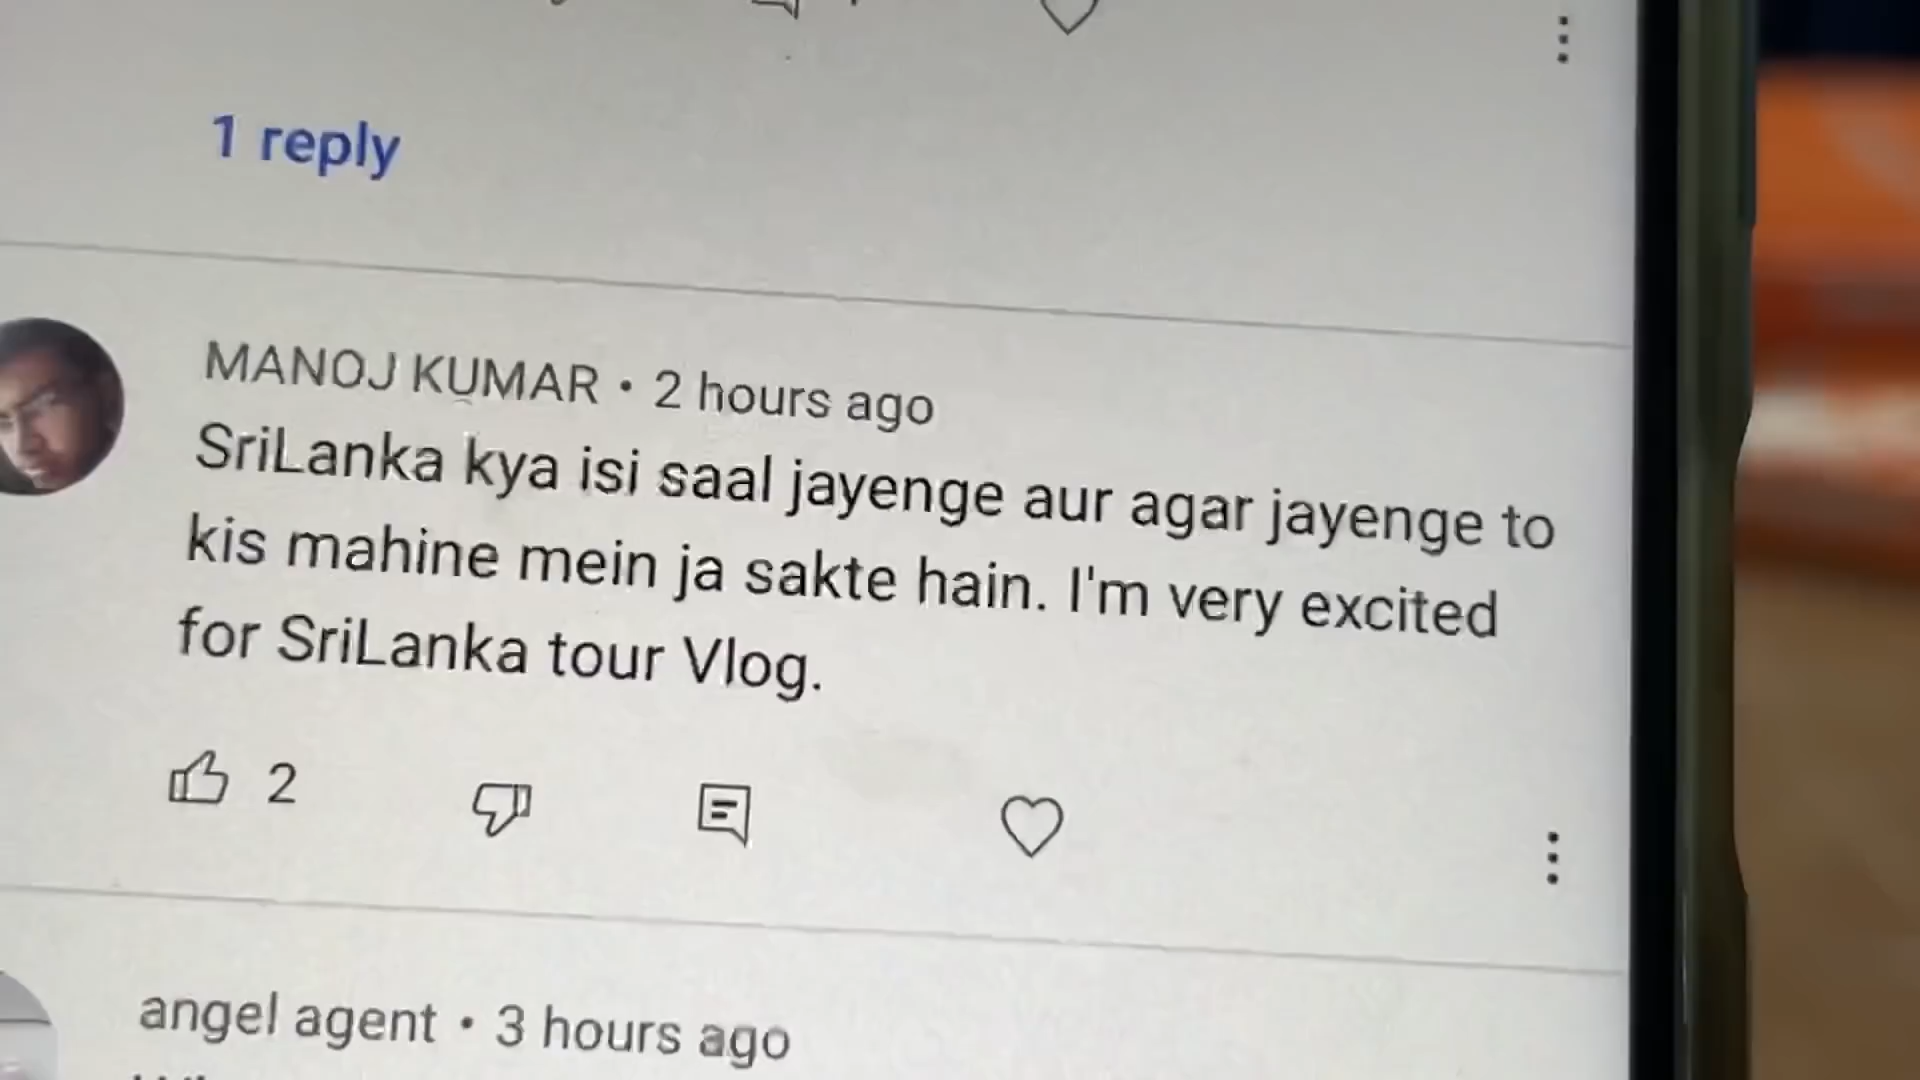 1 reply
MANOJ KUMAR • 2 hours ago
SriLanka kya isi saal jayenge aur agar jayenge to
kis mahine mein ja sakte hain. I'm very excited
for SriLanka tour Vlog.
2
angel agent • 3 hours ago